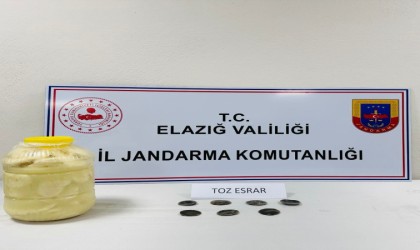 T.C.
ELAZIĞ VALİLİĞİ
İL JANDARMA KOMUTANLIĞI
TOZ ESRAR